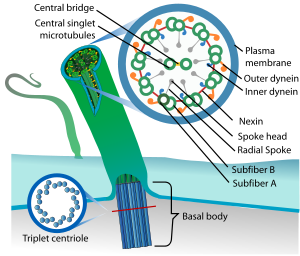 Central bridge
Central singlet
microtubules
Plasma
membrane
Outer dynein
Inner dynein
Nexin
Spoke head
Radial Spoke
Subfiber B
Subfiber A
Basal body
Triplet centriole